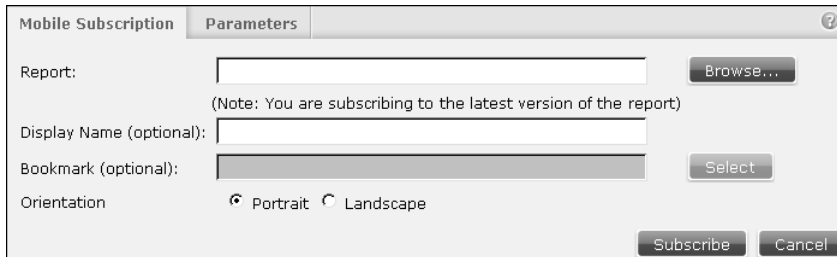 Mobile Subscription Parameters ?
Report: Browse...
(Note: You are subscribing to the latest version of the report)
Display Name (optional):
Bookmark (optional): Select
Orientation Portrait Landscape
Subscribe Cancel